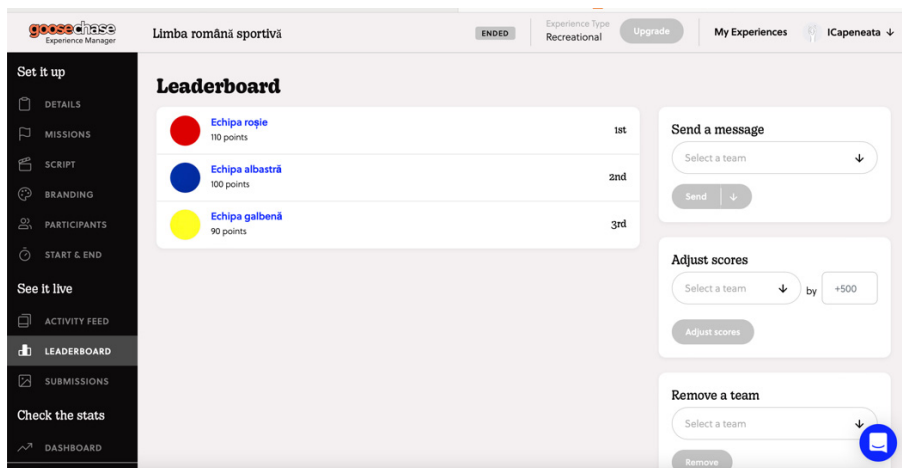 goosechase
Experience Manager
Limba română sportivă
ENDED
Experience Type
Recreational
Upgrade
My Experiences
ICapeneata
Set it up
DETAILS
MISSIONS
SCRIPT
BRANDING
PARTICIPANTS
START & END
See it live
ACTIVITY FEED
LEADERBOARD
SUBMISSIONS
Check the stats
DASHBOARD
Leaderboard
Echipa roșie
110 points
1st
Echipa albastră
100 points
2nd
Echipa galbenă
90 points
3rd
Send a message
Select a team
Send
Adjust scores
Select a team
by
+500
Adjust scores
Remove a team
Select a team
Remove